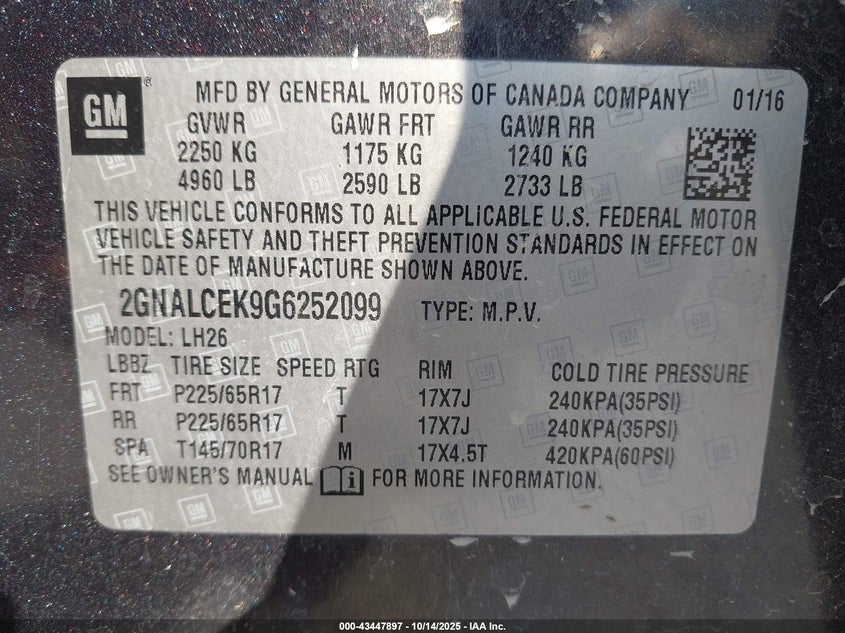 GM ® MFD BY GENERAL MOTORS OF CANADA COMPANY 01/16
GVWR GAWR FRT GAWR RR
2250 KG 1175 KG 1240 KG
4960 LB 2590 LB 2733 LB
THIS VEHICLE CONFORMS TO ALL APPLICABLE U.S. FEDERAL MOTOR
VEHICLE SAFETY AND THEFT PREVENTION STANDARDS IN EFFECT ON
THE DATE OF MANUFACTURE SHOWN ABOVE.
2GNALCEK9G6252099 TYPE: M.P.V.
MODEL: LH26
LBBZ TIRE SIZE SPEED RTG RIM COLD TIRE PRESSURE
FRT P225/65R17 T 17X7J 240KPA(35PSI)
RR P225/65R17 T 17X7J 240KPA(35PSI)
SPA T145/70R17 M 17X4.5T 420KPA(60PSI)
SEE OWNER'S MANUAL FOR MORE INFORMATION.
000-43447897 - 10/14/2025 - IAA Inc.